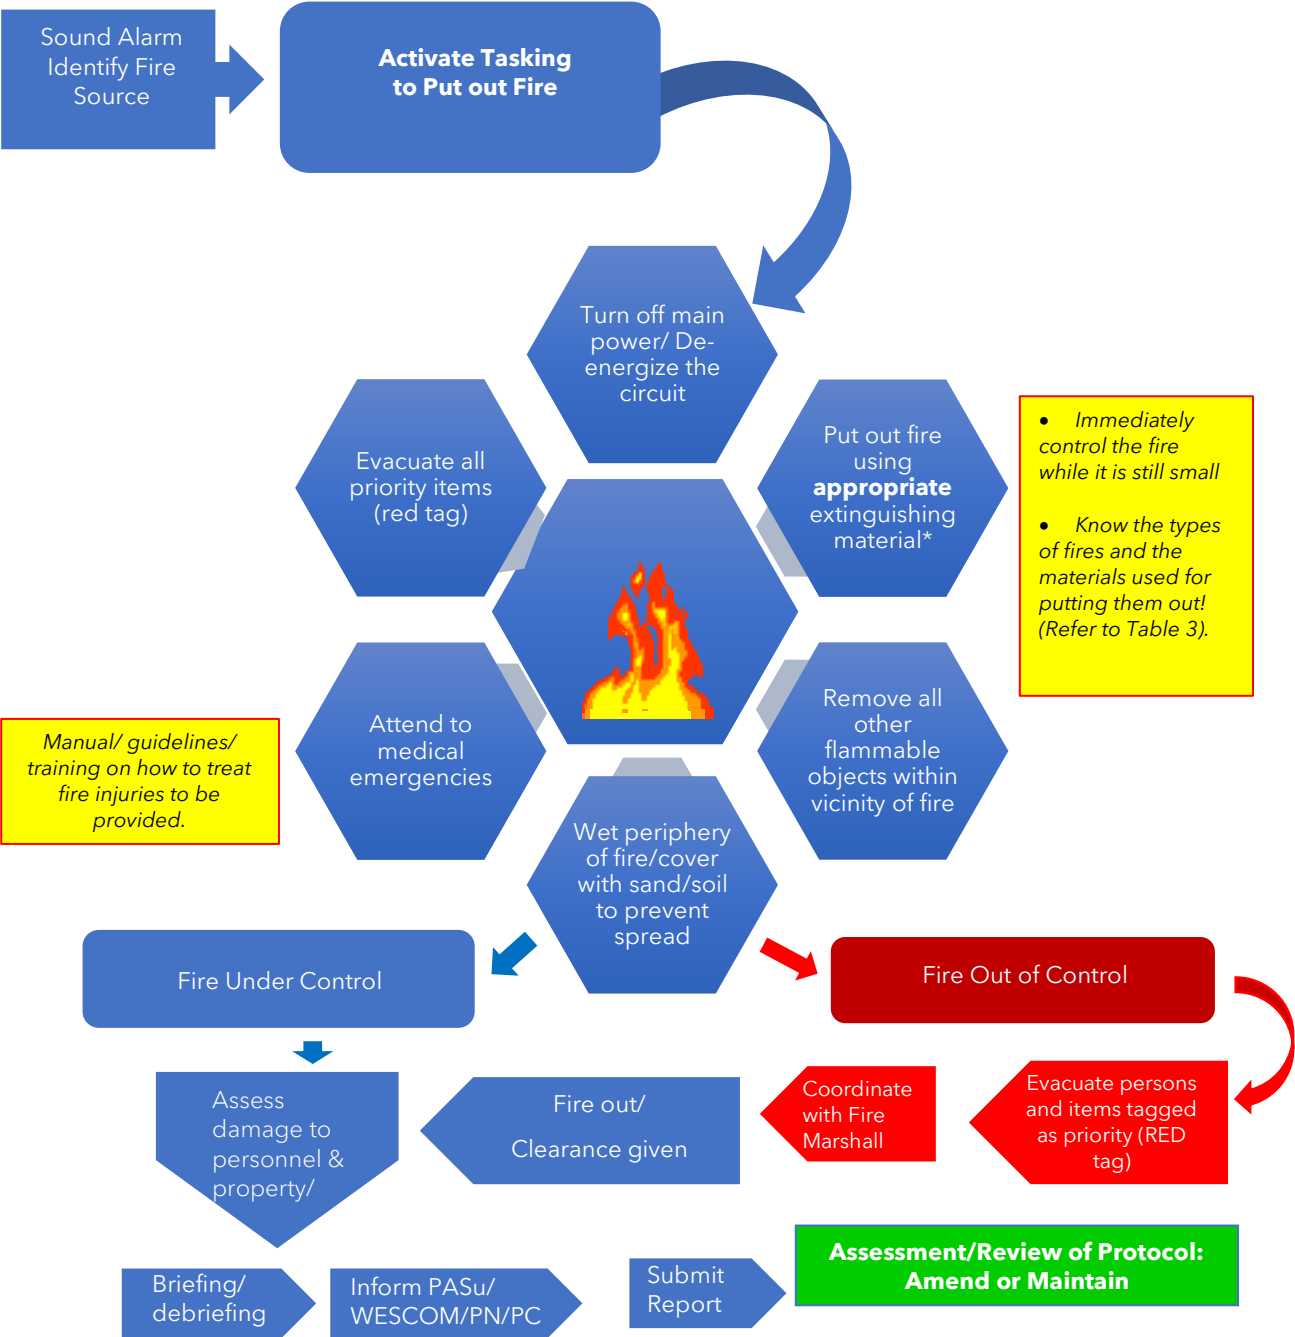 Sound Alarm
Identify Fire
Source
Activate Tasking
to Put out Fire
Turn off main
power/ De-
energize the
circuit
Evacuate all
priority items
(red tag)
Put out fire
using
appropriate
extinguishing
material*
• Immediately
control the fire
while it is still small
• Know the types
of fires and the
materials used for
putting them out!
(Refer to Table 3).
Attend to
medical
emergencies
Remove all
other
flammable
objects within
vicinity of fire
Manual/ guidelines/
training on how to treat
fire injuries to be
provided.
Wet periphery
of fire/cover
with sand/soil
to prevent
spread
Fire Under Control
Fire Out of Control
Assess
damage to
personnel &
property/
Fire out/
Clearance given
Coordinate
with Fire
Marshall
Evacuate persons
and items tagged
as priority (RED
tag)
Briefing/
debriefing
Inform PASu/
WESCOM/PN/PC
Submit
Report
Assessment/Review of Protocol:
Amend or Maintain